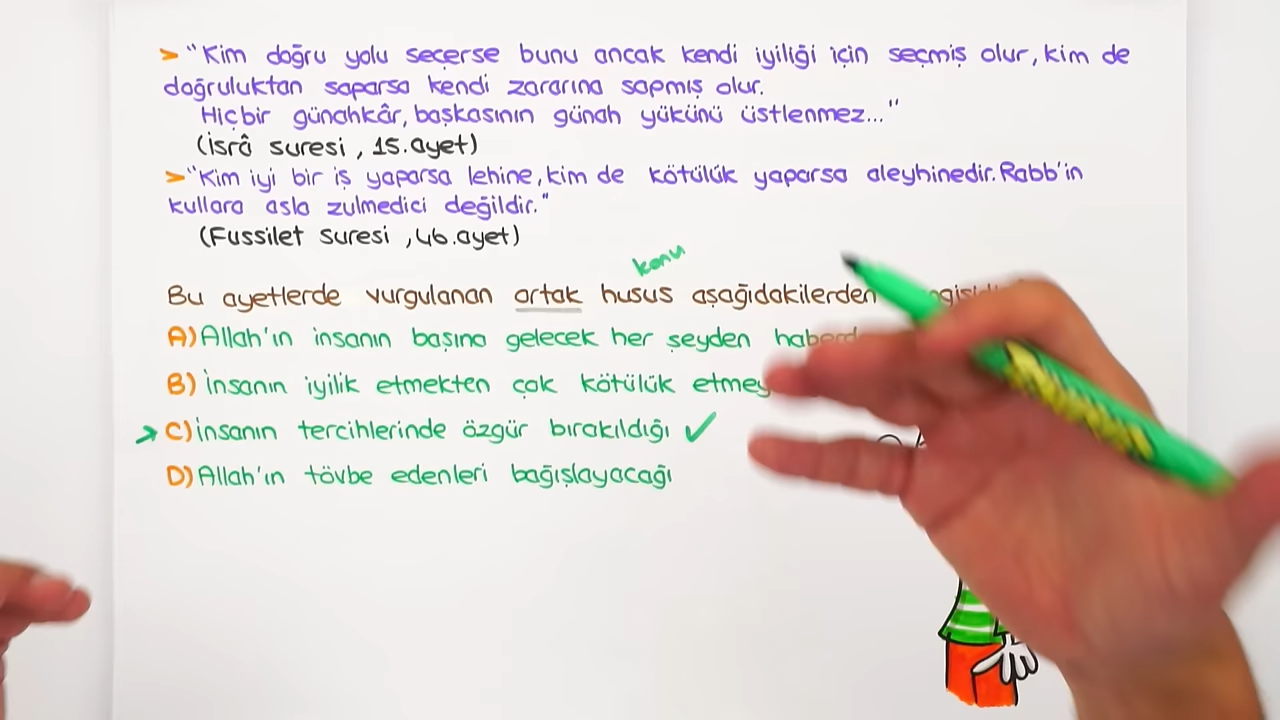 > "Kim doğru yolu seçerse bunu ancak kendi iyiliği için seçmiş olur, kim de
doğruluktan saparsa kendi zararına sapmış olur.
Hiçbir günahkâr, başkasının günah yükünü üstlenmez..."
(İsrâ suresi, 15. ayet)
> "Kim iyi bir iş yaparsa lehine, kim de kötülük yaparsa aleyhinedir. Rabb'in
kullara asla zulmedici değildir."
(Fussilet suresi, 46. ayet)
konu
Bu ayetlerde vurgulanan ortak husus aşağıdakilerden
A) Allah'ın insanın başına gelecek her şeyden
B) İnsanın iyilik etmekten çok kötülük
→ C) İnsanın tercihlerinde özgür bırakıldığı ✓
D) Allah'ın tövbe edenleri bağışlayacağı